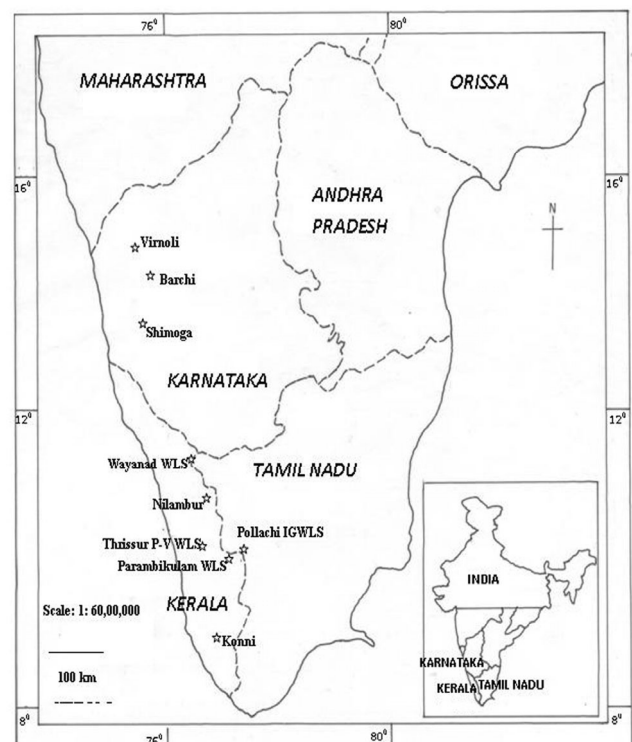 76⁰
80⁰
MAHARASHTRA
ORISSA
16⁰
16⁰
ANDHRA
PRADESH
N
Virnoli
Barchi
Shimoga
KARNATAKA
12⁰
12⁰
Wayanad WLS
TAMIL NADU
Nilambur
Pollachi IGWLS
Thrissur P-V WLS
Parambikulam WLS
INDIA
KERALA
Scale: 1: 60,00,000
Konni
KARNATAKA
100 km
KERALA
TAMIL NADU
8⁰
8⁰
76⁰
80⁰